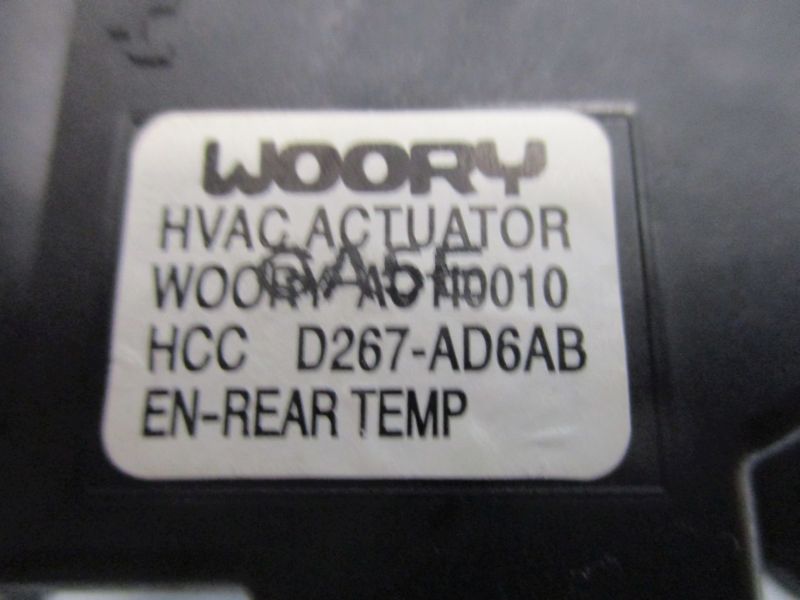 WOORY
HVAC ACTUATOR
HCC D267-AD6AB
EN-REAR TEMP